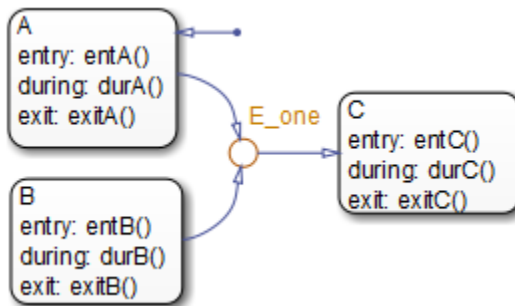 A
entry: entA()
during: durA()
exit: exitA()
E_one
C
entry: entC()
during: durC()
exit: exitC()
B
entry: entB()
during: durB()
exit: exitB()